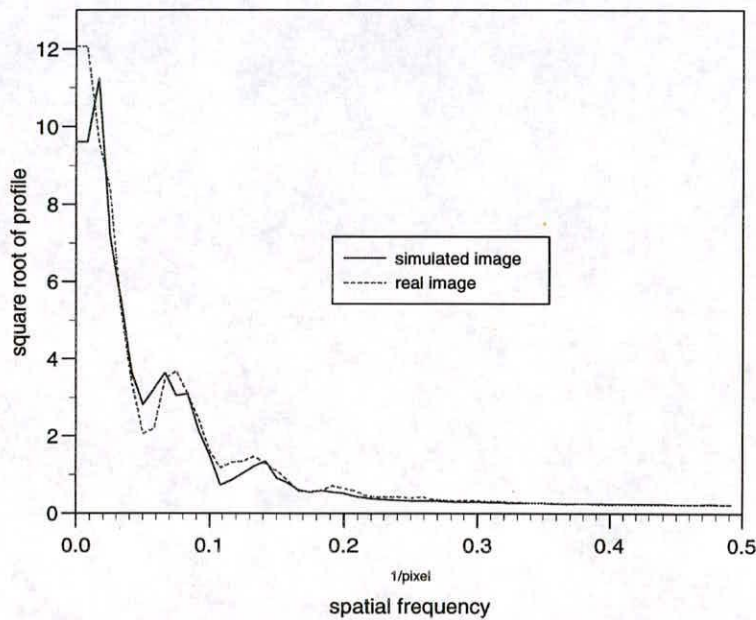 12
10
8
6
4
2
0
square root of profile
simulated image
real image
0.0 0.1 0.2 0.3 0.4 0.5
1/pixel
spatial frequency